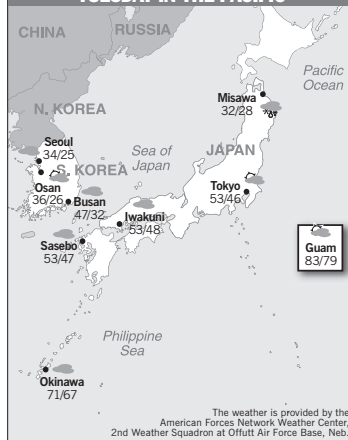 TUESDAY IN THE PACIFIC
CHINA
RUSSIA
Pacific
Ocean
N. KOREA
Misawa
32/28
Seoul
34/25
S. KOREA
Sea of
Japan
JAPAN
Osan
36/26
Busan
47/32
Tokyo
53/46
Iwakuni
53/48
Sasebo
53/47
Guam
83/79
Philippine
Sea
Okinawa
71/67
The weather is provided by the
American Forces Network Weather Center,
2nd Weather Squadron at Offutt Air Force Base, Neb.